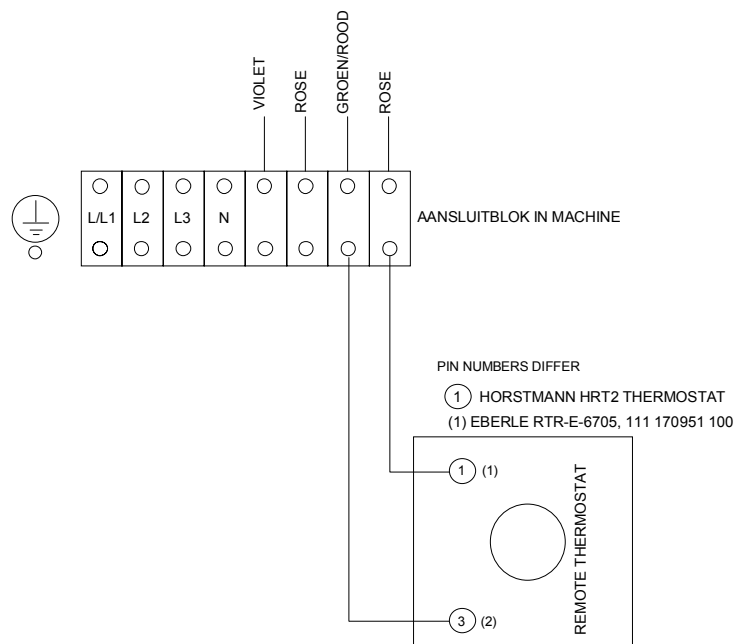 VIOLET
ROSE
GROEN/ROOD
ROSE
L/L1
L2
L3
N
AANSLUITBLOK IN MACHINE
PIN NUMBERS DIFFER
1 HORSTMANN HRT2 THERMOSTAT
(1) EBERLE RTR-E-6705, 111 170951 100
1 (1)
REMOTE THERMOSTAT
3 (2)